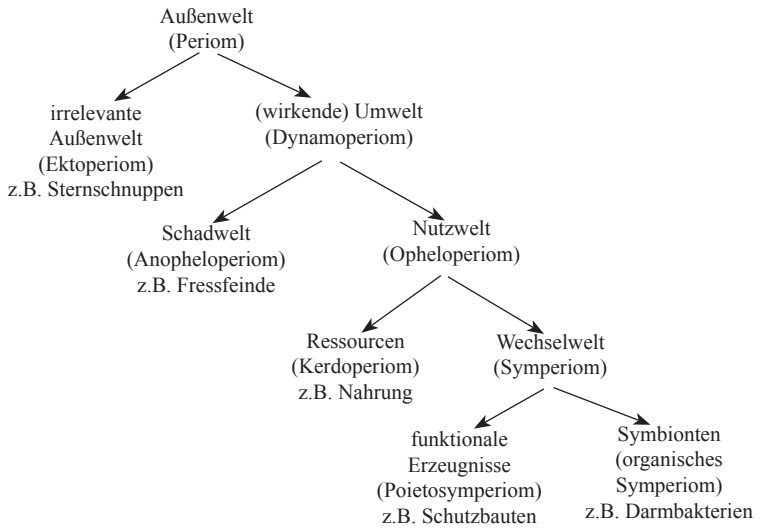 Außenwelt
(Periom)
irrelevante
Außenwelt
(Ektoperiom)
z.B. Sternschnuppen
(wirkende) Umwelt
(Dynamoperiom)
Schadwelt
(Anopheloperiom)
z.B. Fressfeinde
Nutzwelt
(Opheloperiom)
Ressourcen
(Kerdoperiom)
z.B. Nahrung
Wechselwelt
(Symperiom)
funktionale
Erzeugnisse
(Poietosymperiom)
z.B. Schutzbauten
Symbionten
(organisches
Symperiom)
z.B. Darmbakterien